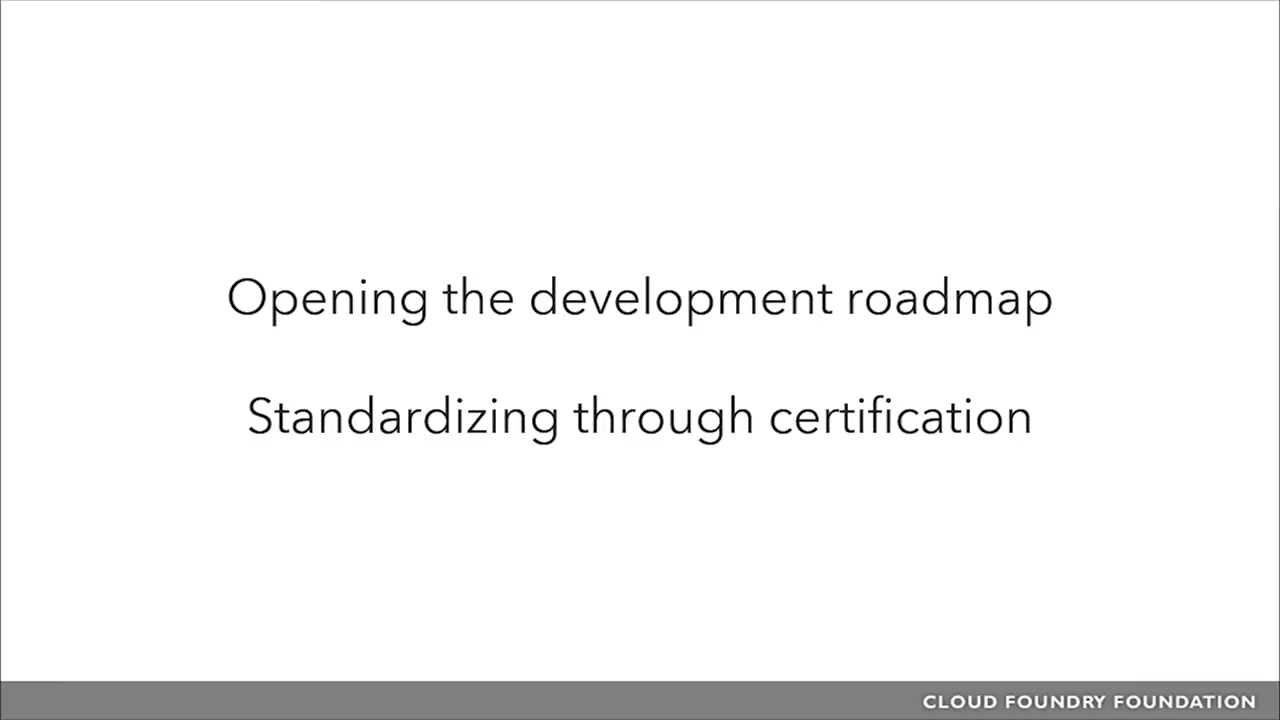 Opening the development roadmap
Standardizing through certification
CLOUD FOUNDRY FOUNDATION